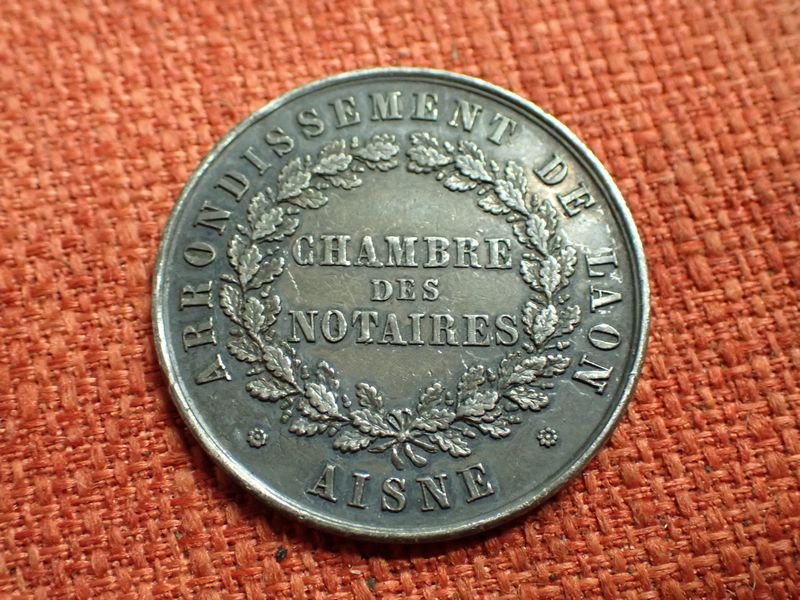 ARRONDISSEMENT DE LAON
CHAMBRE
DES
NOTAIRES
AISNE